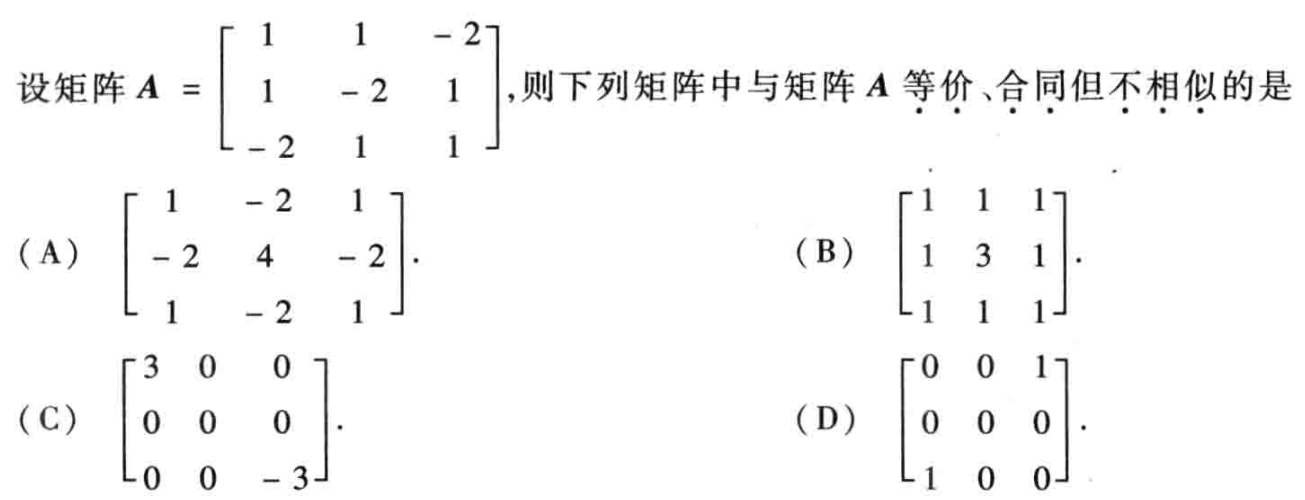 设矩阵 A = [ 1 1 -2 ; 1 -2 1 ; -2 1 1 ],则下列矩阵中与矩阵 A 等价、合同但不相似的是
(A) [ 1 -2 1 ; -2 4 -2 ; 1 -2 1 ]. (B) [ 1 1 1 ; 1 3 1 ; 1 1 1 ].
(C) [ 3 0 0 ; 0 0 0 ; 0 0 -3 ]. (D) [ 0 0 1 ; 0 0 0 ; 1 0 0 ].